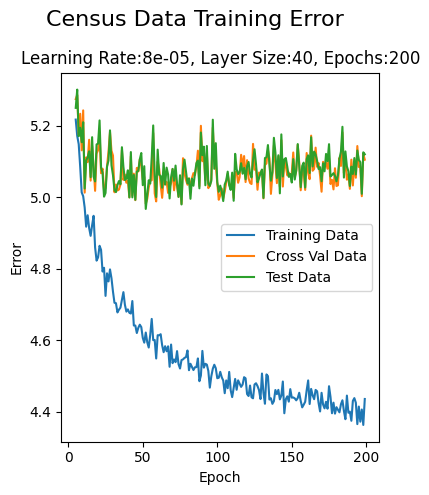 Census Data Training Error
Learning Rate:8e-05, Layer Size:40, Epochs:200
Error
5.2
5.0
4.8
4.6
4.4
Training Data
Cross Val Data
Test Data
0
50
100
150
200
Epoch